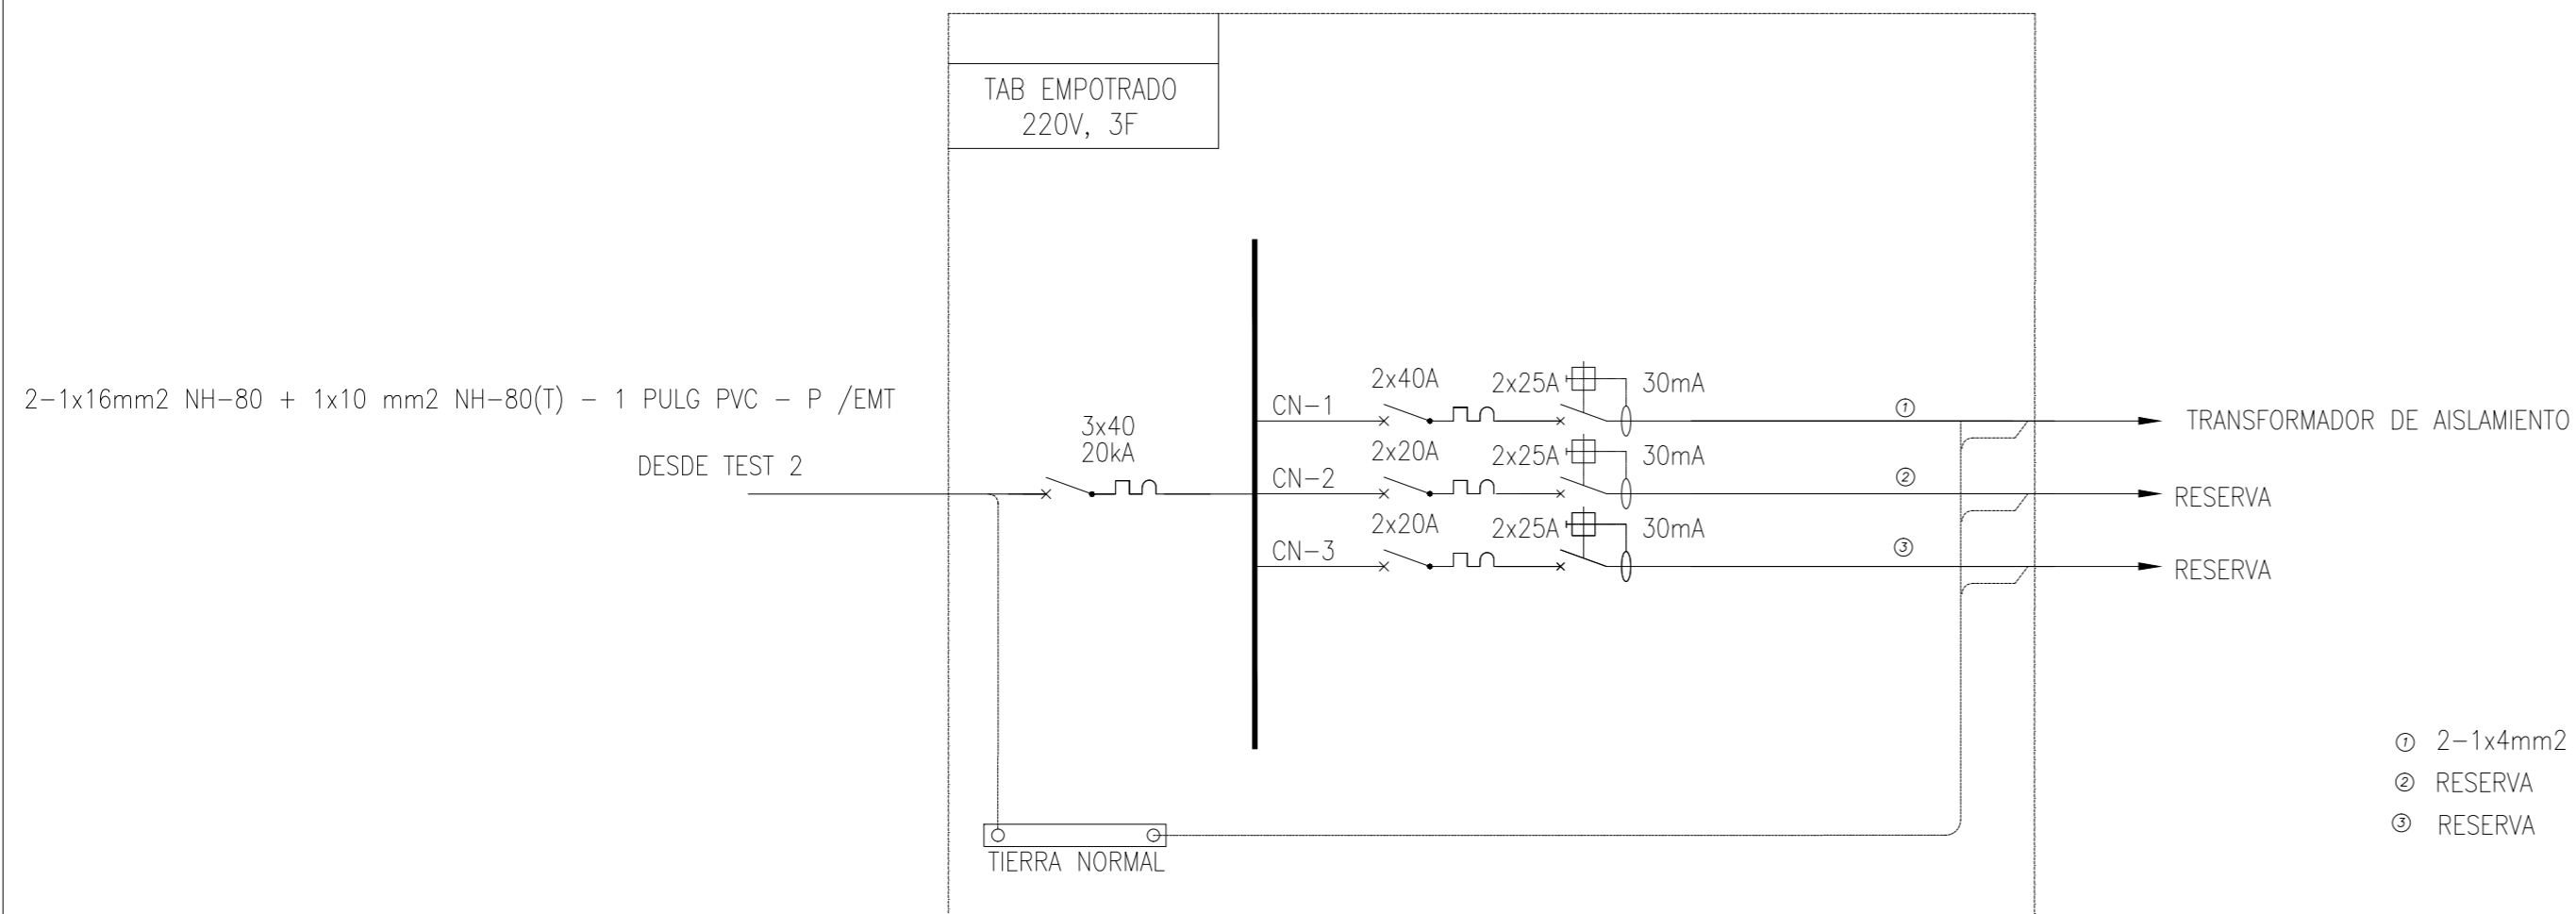 TAB EMPOTRADO
220V, 3F
2-1x16mm2 NH-80 + 1x10 mm2 NH-80(T) - 1 PULG PVC - P /EMT
DESDE TEST 2
3x40
20kA
CN-1
2x40A
2x25A
30mA
1
TRANSFORMADOR DE AISLAMIENTO
CN-2
2x20A
2x25A
30mA
2
RESERVA
CN-3
2x20A
2x25A
30mA
3
RESERVA
TIERRA NORMAL
1 2-1x4mm2
2 RESERVA
3 RESERVA